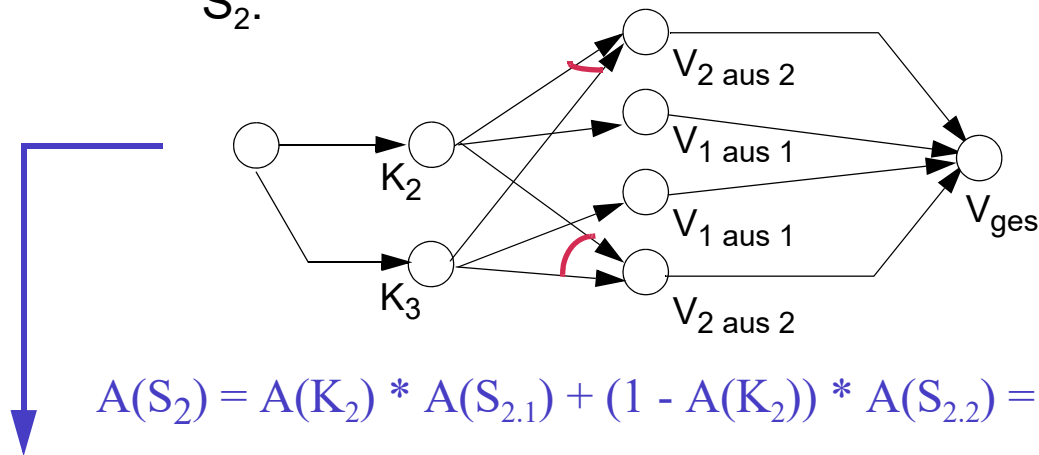 S₂.
V₂ aus 2
V₁ aus 1
K₂
V₁ aus 1
V_ges
K₃
V₂ aus 2
A(S₂) = A(K₂) * A(S₂.₁) + (1 - A(K₂)) * A(S₂.₂) =